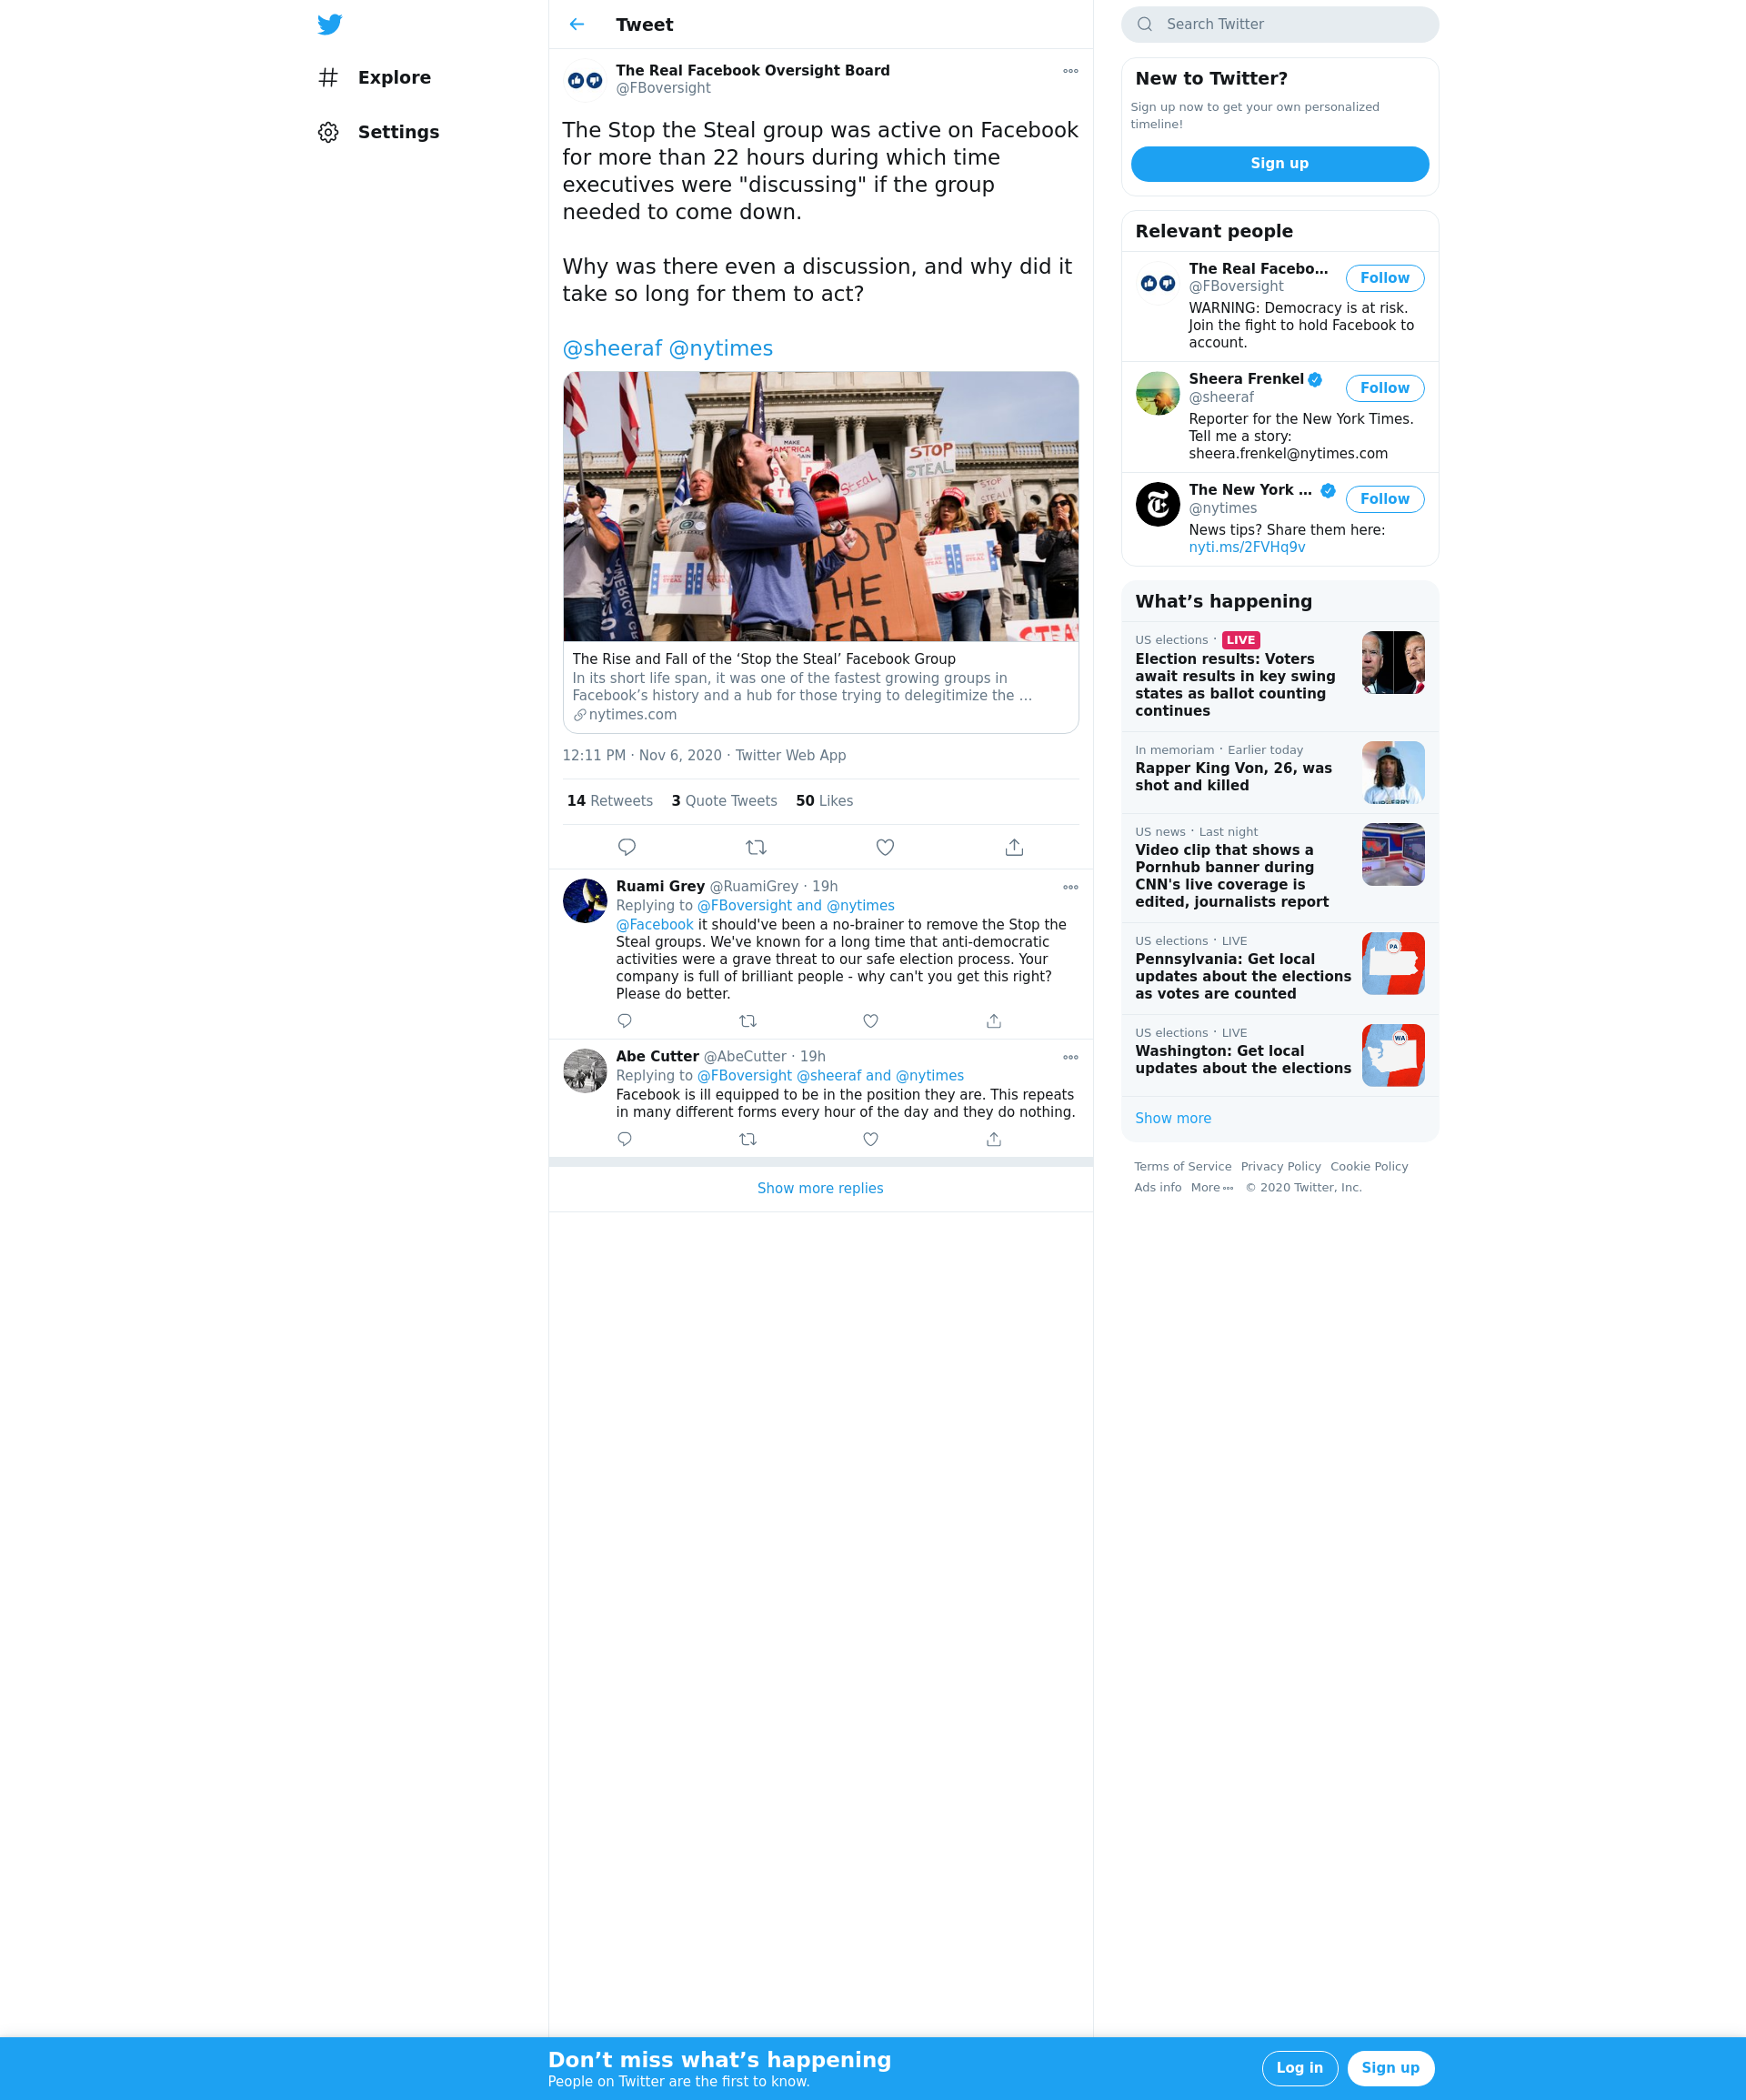 Explore
Settings
Tweet
The Real Facebook Oversight Board
@FBoversight
The Stop the Steal group was active on Facebook
for more than 22 hours during which time
executives were "discussing" if the group
needed to come down.
Why was there even a discussion, and why did it
take so long for them to act?
@sheeraf @nytimes
MAKE
AMERICA
STOP
STEAL
STEAL
STOP
STEAL
STOP
THE
The Rise and Fall of the ‘Stop the Steal’ Facebook Group
In its short life span, it was one of the fastest growing groups in
Facebook’s history and a hub for those trying to delegitimize the …
nytimes.com
12:11 PM · Nov 6, 2020 · Twitter Web App
14 Retweets 3 Quote Tweets 50 Likes
Ruami Grey @RuamiGrey · 19h
Replying to @FBoversight and @nytimes
@Facebook it should've been a no-brainer to remove the Stop the
Steal groups. We've known for a long time that anti-democratic
activities were a grave threat to our safe election process. Your
company is full of brilliant people - why can't you get this right?
Please do better.
Abe Cutter @AbeCutter · 19h
Replying to @FBoversight @sheeraf and @nytimes
Facebook is ill equipped to be in the position they are. This repeats
in many different forms every hour of the day and they do nothing.
Show more replies
Search Twitter
New to Twitter?
Sign up now to get your own personalized
timeline!
Sign up
Relevant people
The Real Facebo…
Follow
@FBoversight
WARNING: Democracy is at risk.
Join the fight to hold Facebook to
account.
Sheera Frenkel
Follow
@sheeraf
Reporter for the New York Times.
Tell me a story:
sheera.frenkel@nytimes.com
The New York …
Follow
@nytimes
News tips? Share them here:
nyti.ms/2FVHq9v
What’s happening
US elections · LIVE
Election results: Voters
await results in key swing
states as ballot counting
continues
In memoriam · Earlier today
Rapper King Von, 26, was
shot and killed
US news · Last night
Video clip that shows a
Pornhub banner during
CNN's live coverage is
edited, journalists report
US elections · LIVE
Pennsylvania: Get local
updates about the elections
as votes are counted
PA
US elections · LIVE
Washington: Get local
updates about the elections
WA
Show more
Terms of Service Privacy Policy Cookie Policy
Ads info More © 2020 Twitter, Inc.
Don’t miss what’s happening
People on Twitter are the first to know.
Log in
Sign up